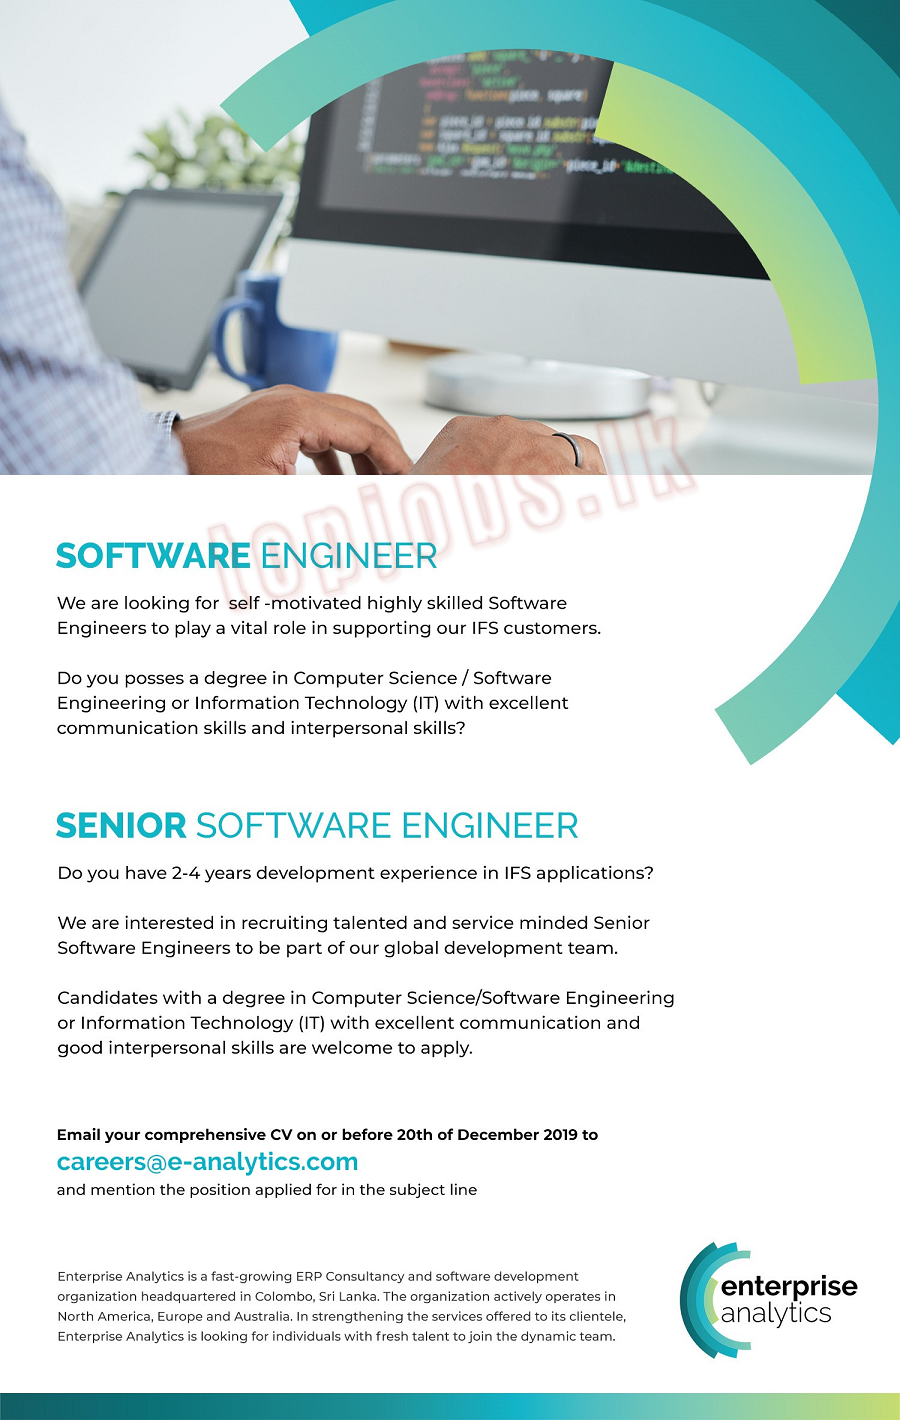 topjobs.lk
SOFTWARE ENGINEER
We are looking for  self -motivated highly skilled Software
Engineers to play a vital role in supporting our IFS customers.
Do you posses a degree in Computer Science / Software
Engineering or Information Technology (IT) with excellent
communication skills and interpersonal skills?
SENIOR SOFTWARE ENGINEER
Do you have 2-4 years development experience in IFS applications?
We are interested in recruiting talented and service minded Senior
Software Engineers to be part of our global development team.
Candidates with a degree in Computer Science/Software Engineering
or Information Technology (IT) with excellent communication and
good interpersonal skills are welcome to apply.
Email your comprehensive CV on or before 20th of December 2019 to
careers@e-analytics.com
and mention the position applied for in the subject line
Enterprise Analytics is a fast-growing ERP Consultancy and software development
organization headquartered in Colombo, Sri Lanka. The organization actively operates in
North America, Europe and Australia. In strengthening the services offered to its clientele,
Enterprise Analytics is looking for individuals with fresh talent to join the dynamic team.
enterprise
analytics